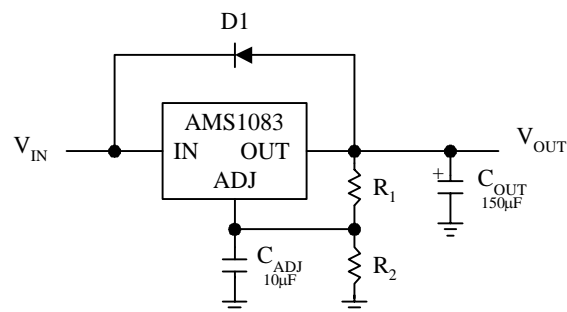 D1
AMS1083
V_IN
IN OUT
V_OUT
ADJ
+
R_1
C_OUT
150µF
C_ADJ
10µF
R_2